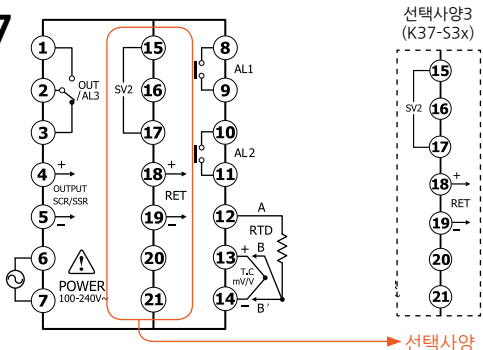 7
선택사양3
(K37-S3x)
1
2
3
4
5
6
7
OUT
/AL3
+
OUTPUT
SCR/SSR
−
POWER
100-240V~
15
16
17
18
19
20
21
SV2
+
RET
−
8
9
10
11
12
13
14
AL1
AL2
A
RTD
B
+
T.C
mV/V
−
B'
15
16
17
18
19
20
21
SV2
+
RET
−
선택사양